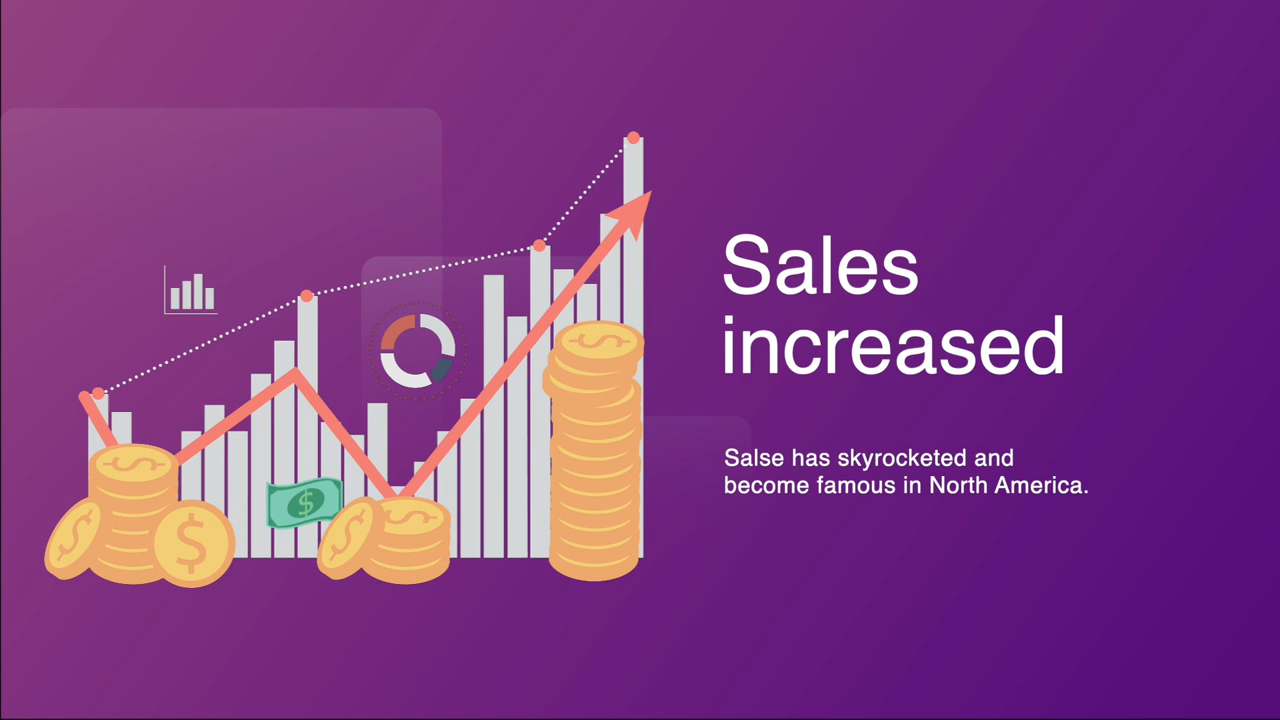 Sales
increased
Salse has skyrocketed and
become famous in North America.